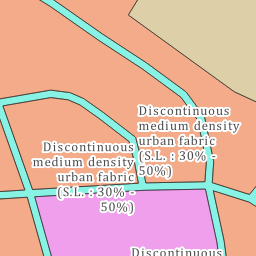 Discontinuous
medium density
urban fabric
(S.L. : 30% -
50%)
Discontinuous
medium density
urban fabric
(S.L. : 30% -
50%)
Discontinuous